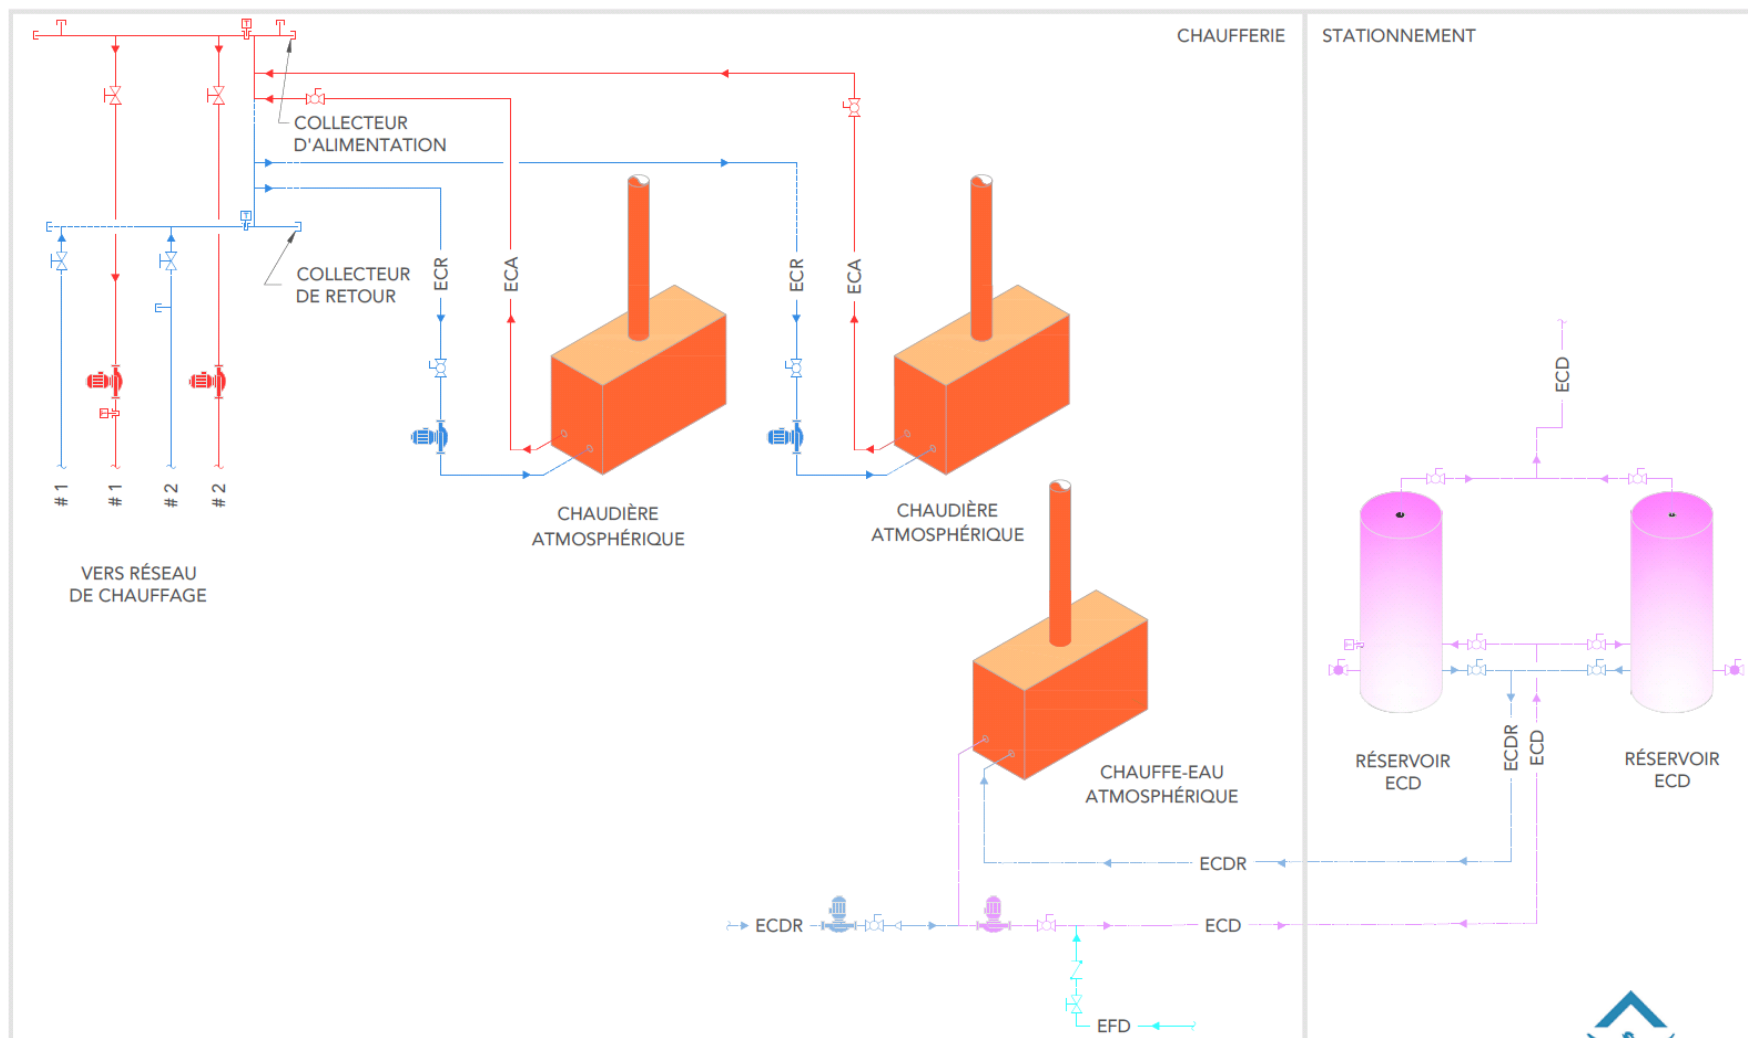 CHAUFFERIE
STATIONNEMENT
T
COLLECTEUR
D'ALIMENTATION
T
COLLECTEUR
DE RETOUR
ECR
ECA
ECR
ECA
ECD
# 1
# 1
# 2
# 2
CHAUDIÈRE
ATMOSPHÉRIQUE
CHAUDIÈRE
ATMOSPHÉRIQUE
VERS RÉSEAU
DE CHAUFFAGE
ECDR
ECD
RÉSERVOIR
ECD
RÉSERVOIR
ECD
CHAUFFE-EAU
ATMOSPHÉRIQUE
ECDR
ECDR
ECD
EFD